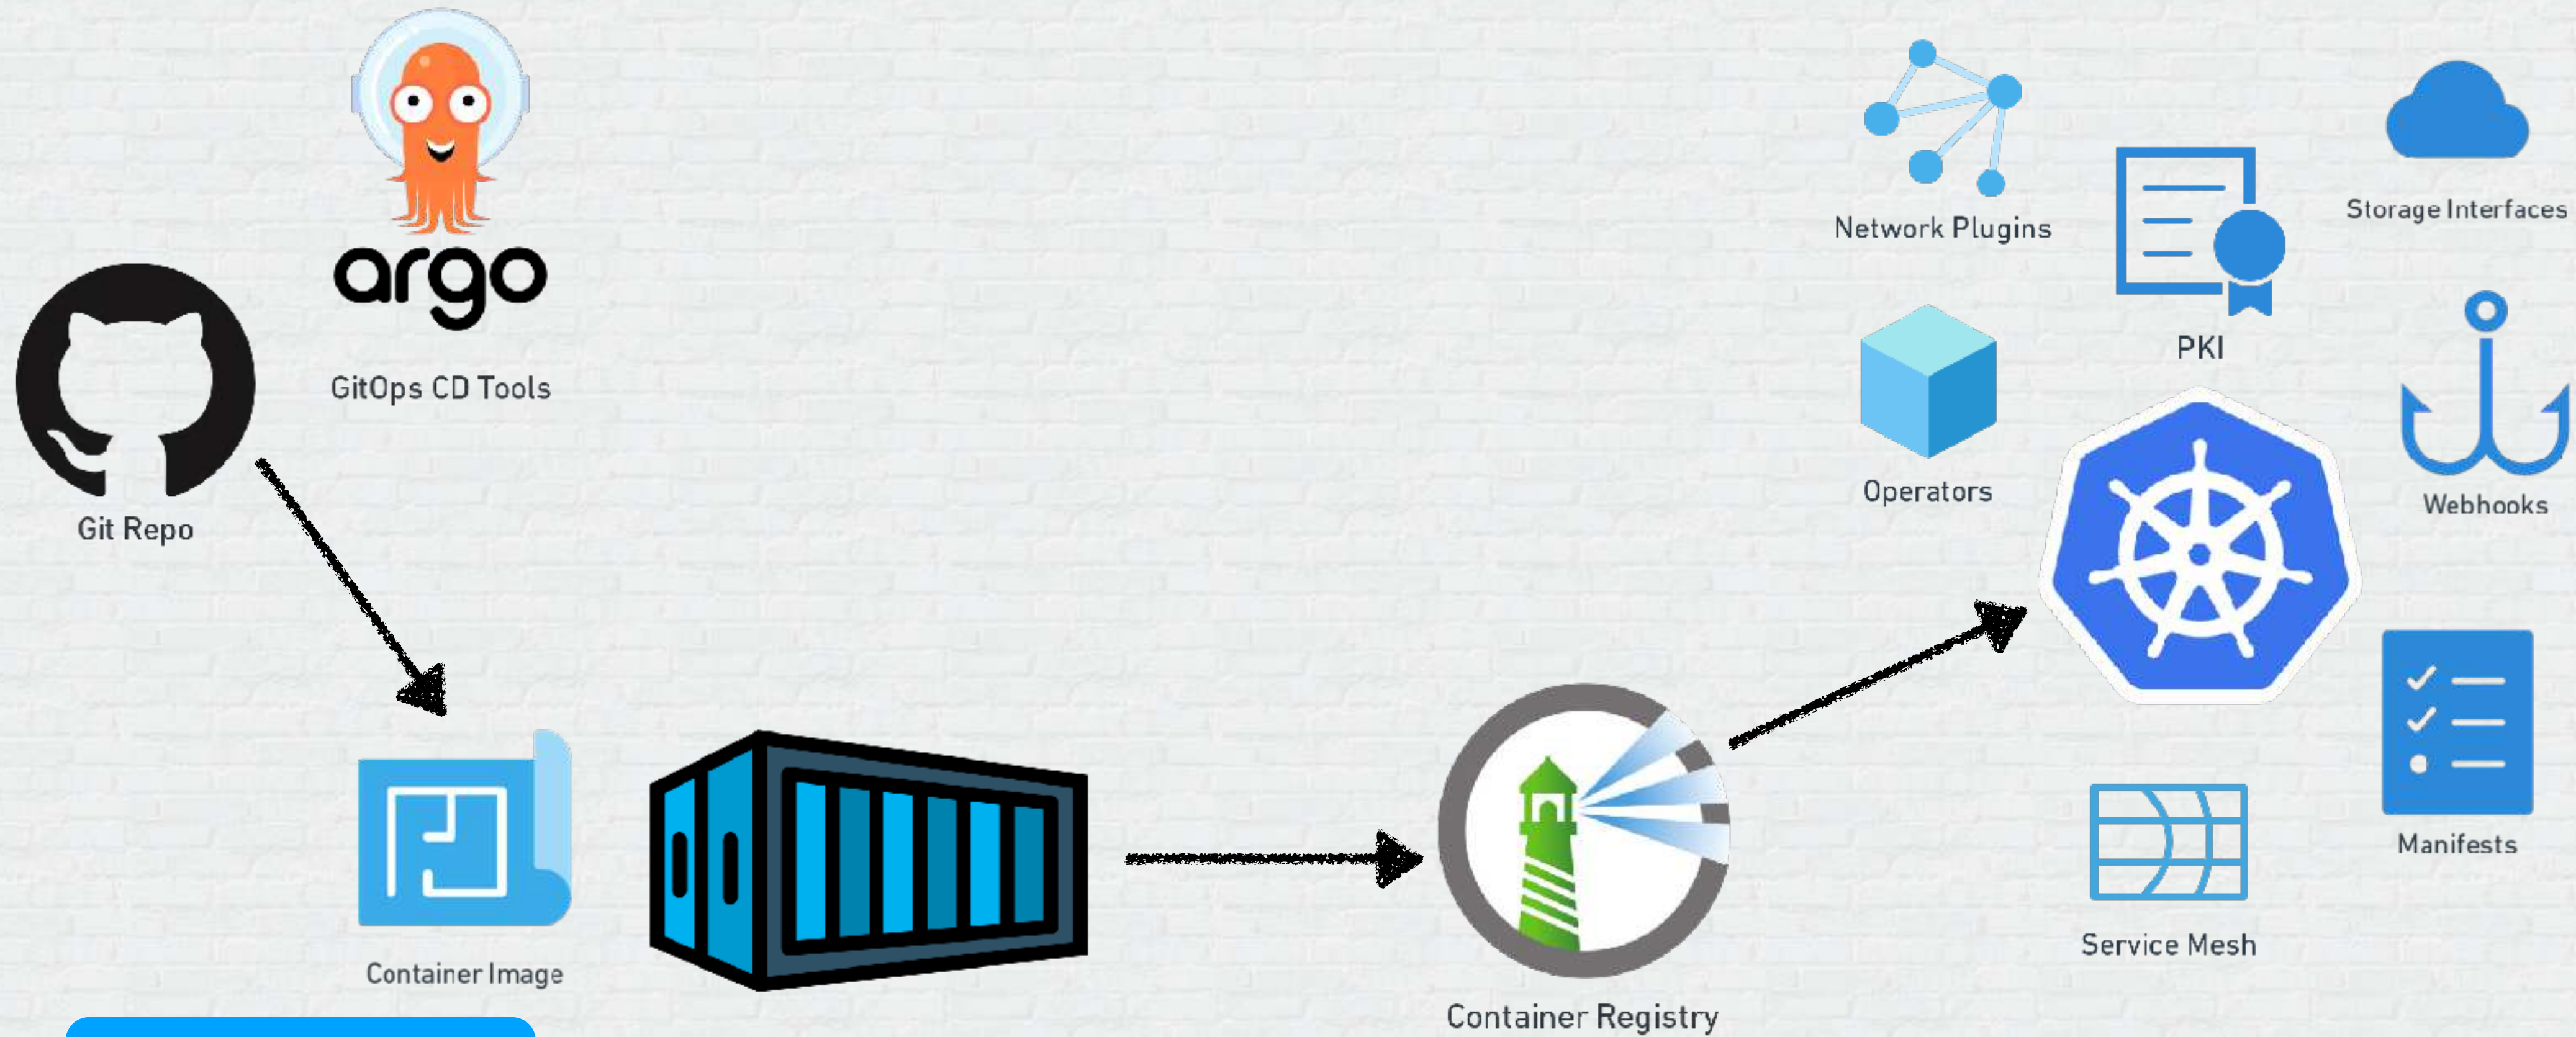 argo
GitOps CD Tools
Git Repo
Container Image
Container Registry
Network Plugins
Storage Interfaces
PKI
Operators
Webhooks
Manifests
Service Mesh